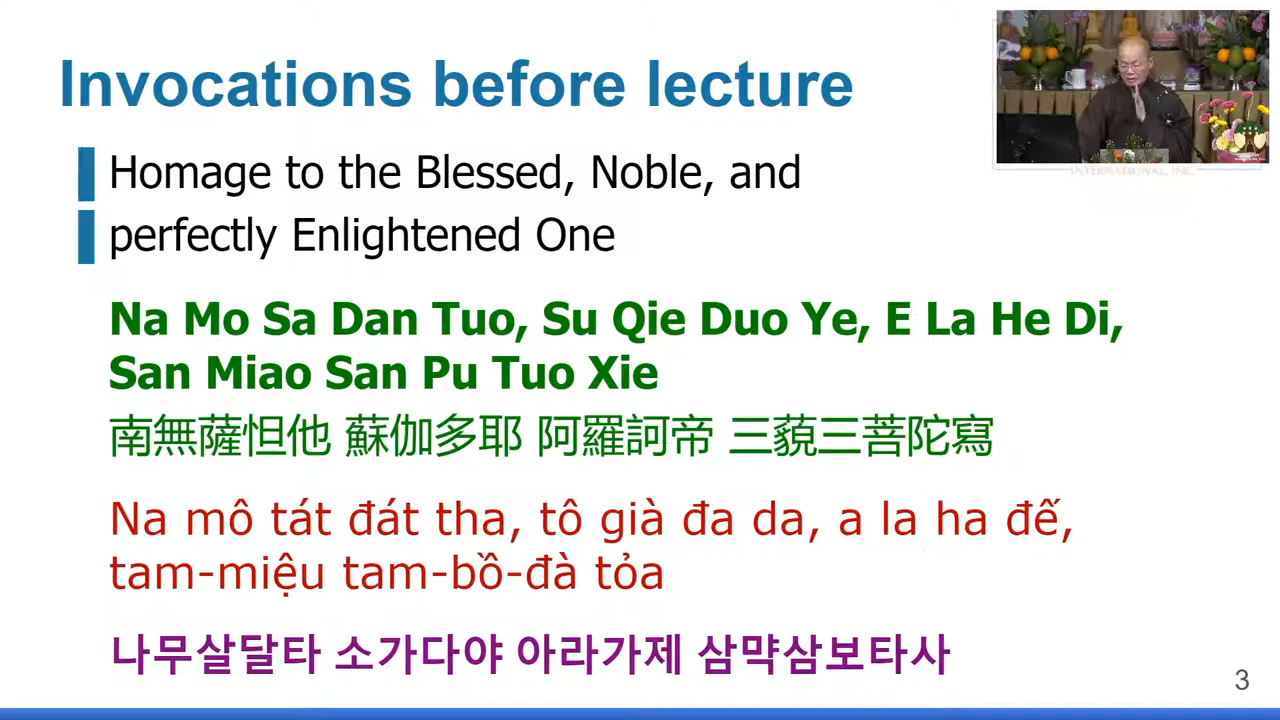 Invocations before lecture
Homage to the Blessed, Noble, and
perfectly Enlightened One
Na Mo Sa Dan Tuo, Su Qie Duo Ye, E La He Di,
San Miao San Pu Tuo Xie
南無薩怛他 蘇伽多耶 阿羅訶帝 三藐三菩陀寫
Na mô tát đát tha, tô già đa da, a la ha đế,
tam-miệu tam-bồ-đà tỏa
나무살달타 소가다야 아라가제 삼먁삼보타사
INTERNATIONAL, INC
3